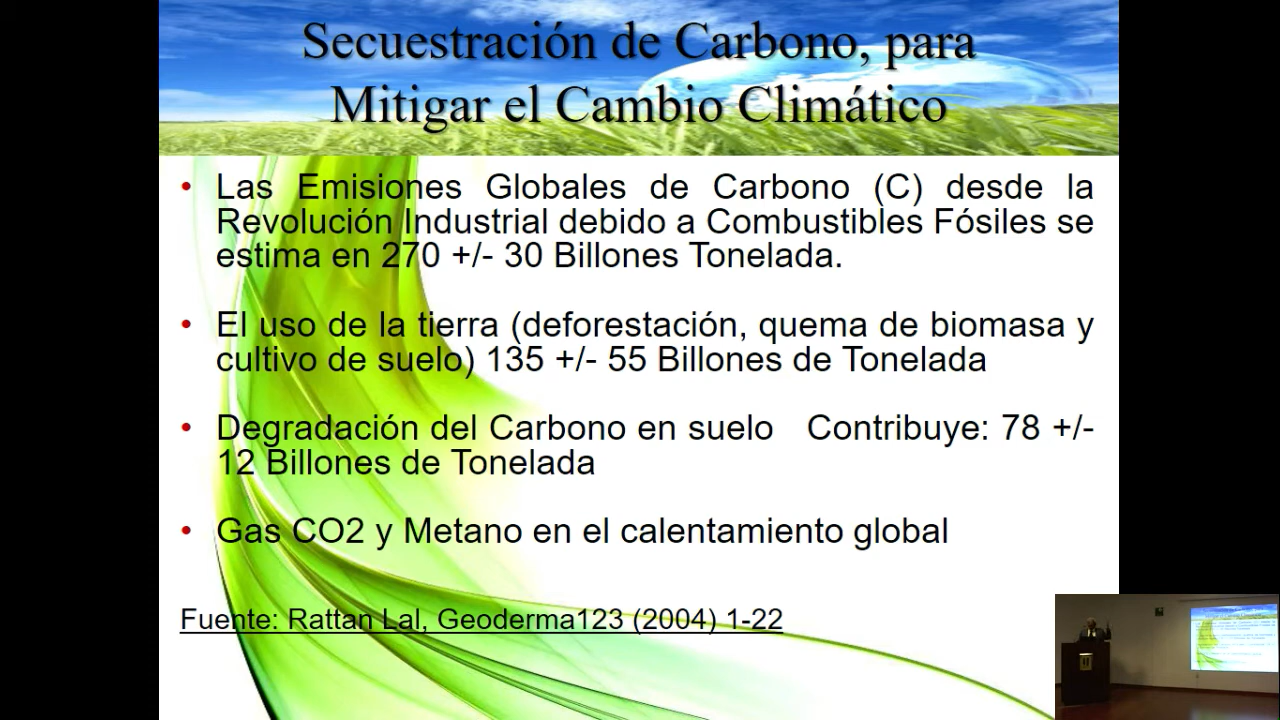 Secuestración de Carbono, para
Mitigar el Cambio Climático
• Las Emisiones Globales de Carbono (C) desde la
Revolución Industrial debido a Combustibles Fósiles se
estima en 270 +/- 30 Billones Tonelada.
• El uso de la tierra (deforestación, quema de biomasa y
cultivo de suelo) 135 +/- 55 Billones de Tonelada
• Degradación del Carbono en suelo Contribuye: 78 +/-
12 Billones de Tonelada
• Gas CO2 y Metano en el calentamiento global
Fuente: Rattan Lal, Geoderma123 (2004) 1-22